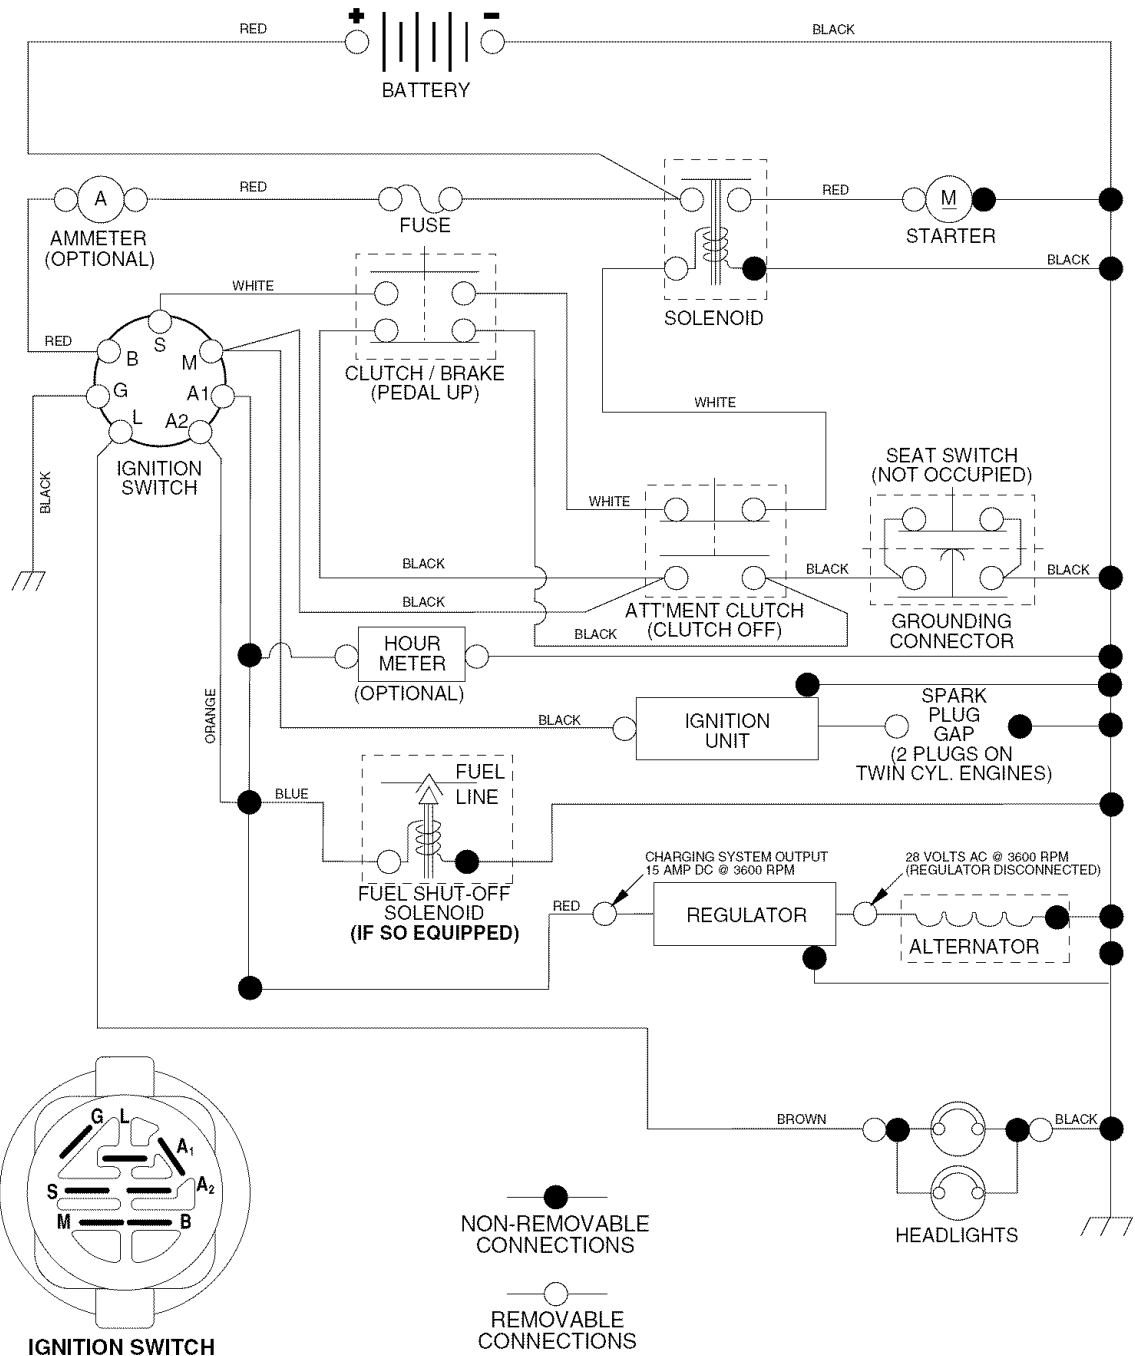 +
-
RED
BLACK
BATTERY
RED
A
FUSE
RED
M
AMMETER
(OPTIONAL)
STARTER
BLACK
WHITE
SOLENOID
RED
S
B
M
G
A1
L
A2
CLUTCH / BRAKE
(PEDAL UP)
WHITE
IGNITION
SWITCH
BLACK
SEAT SWITCH
(NOT OCCUPIED)
WHITE
BLACK
BLACK
BLACK
BLACK
ATT'MENT CLUTCH
(CLUTCH OFF)
BLACK
GROUNDING
CONNECTOR
HOUR
METER
(OPTIONAL)
ORANGE
BLACK
IGNITION
UNIT
SPARK
PLUG
GAP
(2 PLUGS ON
TWIN CYL. ENGINES)
BLUE
FUEL
LINE
FUEL SHUT-OFF
SOLENOID
(IF SO EQUIPPED)
CHARGING SYSTEM OUTPUT
15 AMP DC @ 3600 RPM
28 VOLTS AC @ 3600 RPM
(REGULATOR DISCONNECTED)
RED
REGULATOR
ALTERNATOR
BROWN
BLACK
HEADLIGHTS
G L
A1
S
A2
M
B
IGNITION SWITCH
NON-REMOVABLE
CONNECTIONS
REMOVABLE
CONNECTIONS